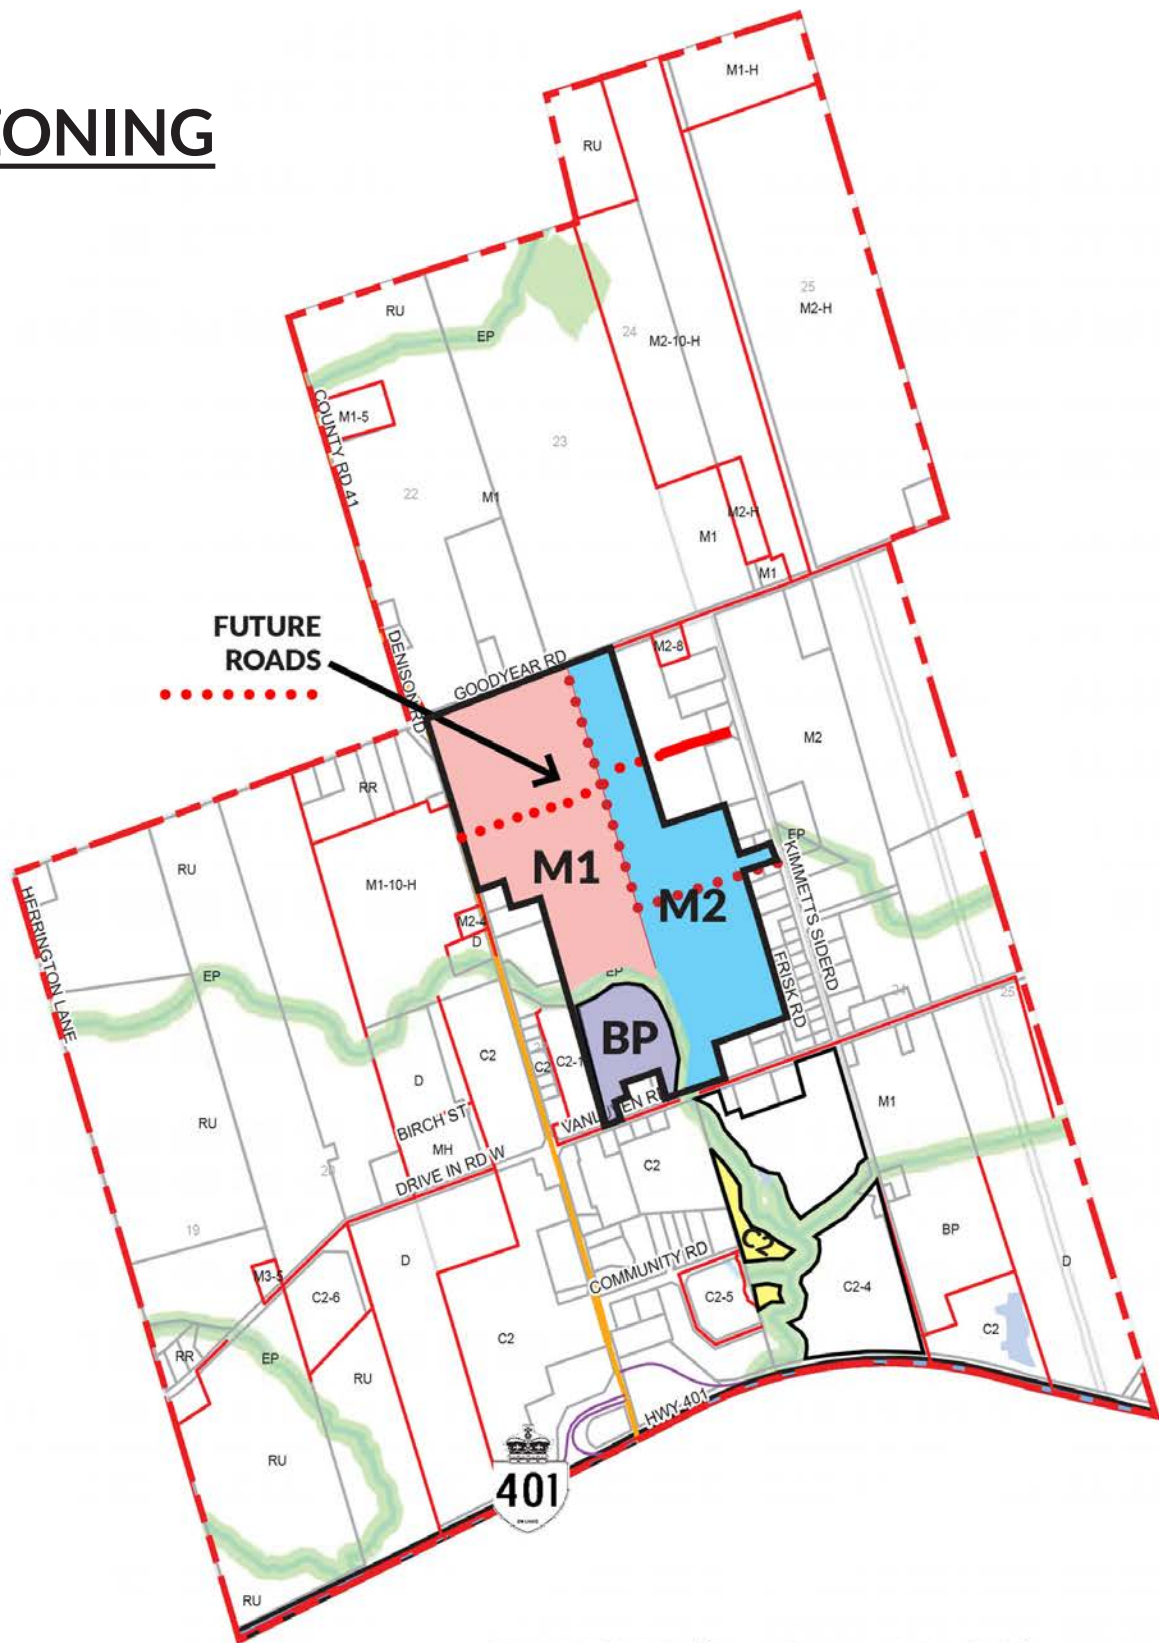 ZONING
M1-H
RU
25
M2-H
RU
EP
24
M2-10-H
M1-5
COUNTY RD 41
23
22
M1
M2-H
M1
M1
FUTURE
ROADS
DENISON RD
GOODYEAR RD
M2-8
M2
RR
RU
M1
M1-10-H
M2
EP
KIMMETTS SIDERD
HERRINGTON LANE
M2-4
D
EP
EP
FRISK RD
24
25
BP
C2
C2
C2-1
D
BIRCH ST
MH
DRIVE IN RD W
M1
RU
C2
19
BP
D
D
C2
COMMUNITY RD
M3-5
C2-6
C2-5
C2-4
C2
C2
RR
EP
RU
HWY 401
RU
401
RU